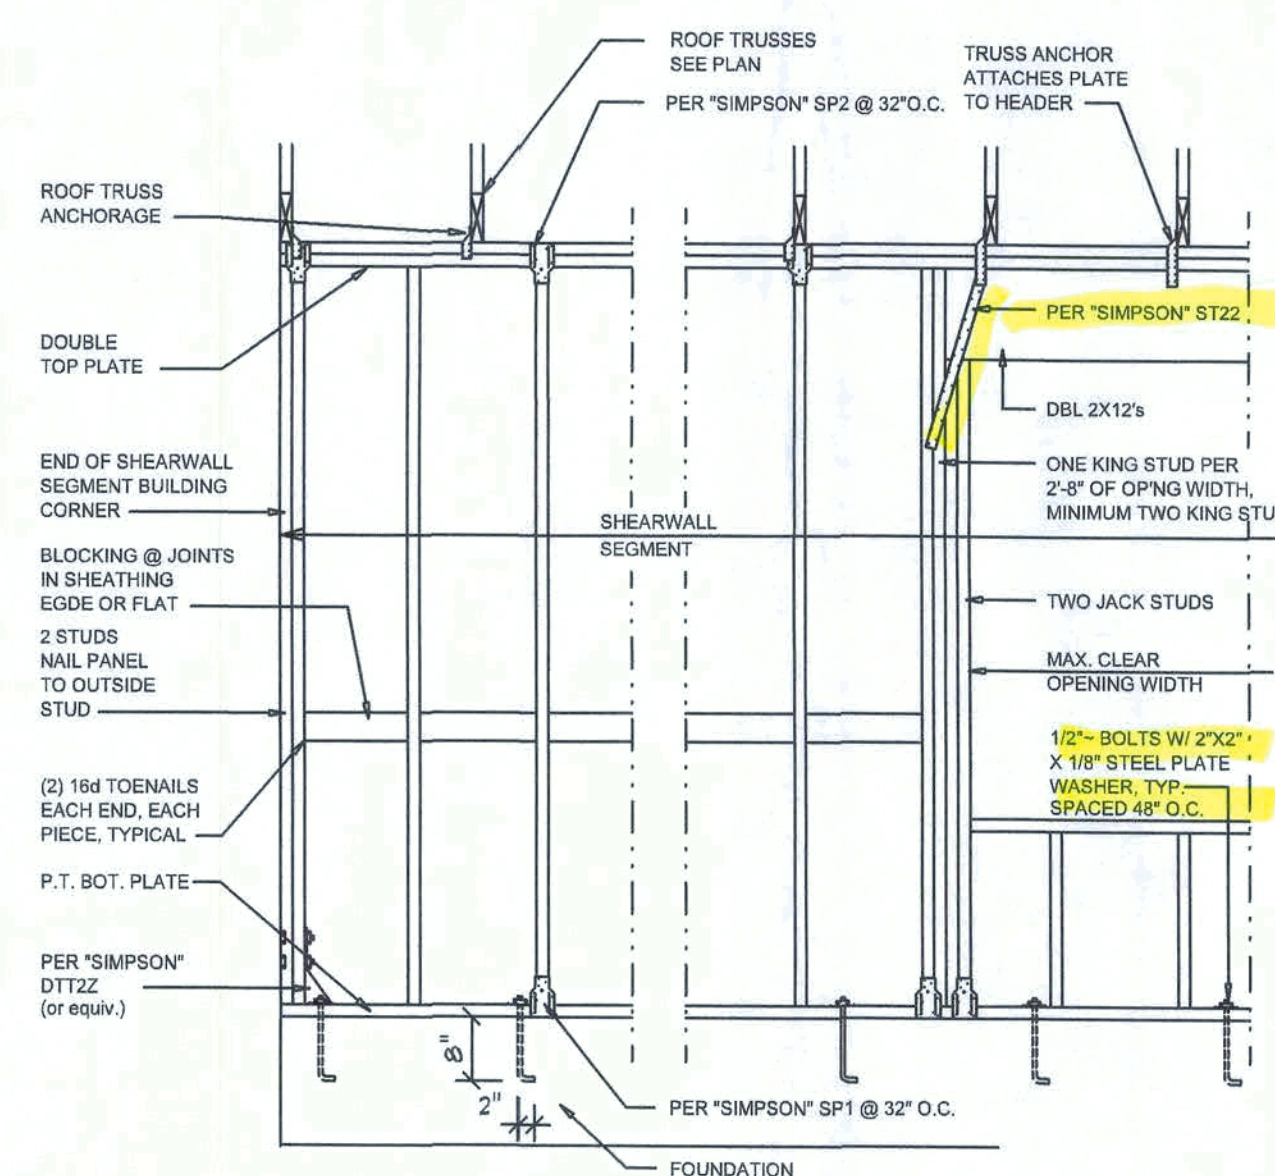 ROOF TRUSSES
SEE PLAN
PER "SIMPSON" SP2 @ 32"O.C.
TRUSS ANCHOR
ATTACHES PLATE
TO HEADER
ROOF TRUSS
ANCHORAGE
PER "SIMPSON" ST22
DOUBLE
TOP PLATE
DBL 2X12's
END OF SHEARWALL
SEGMENT BUILDING
CORNER
ONE KING STUD PER
2'-8" OF OP'NG WIDTH,
MINIMUM TWO KING STU
SHEARWALL
SEGMENT
BLOCKING @ JOINTS
IN SHEATHING
EGDE OR FLAT
TWO JACK STUDS
2 STUDS
NAIL PANEL
TO OUTSIDE
STUD
MAX. CLEAR
OPENING WIDTH
1/2"~ BOLTS W/ 2"X2"
X 1/8" STEEL PLATE
WASHER, TYP.
SPACED 48" O.C.
(2) 16d TOENAILS
EACH END, EACH
PIECE, TYPICAL
P.T. BOT. PLATE
PER "SIMPSON"
DTT2Z
(or equiv.)
8"
2"
PER "SIMPSON" SP1 @ 32" O.C.
FOUNDATION